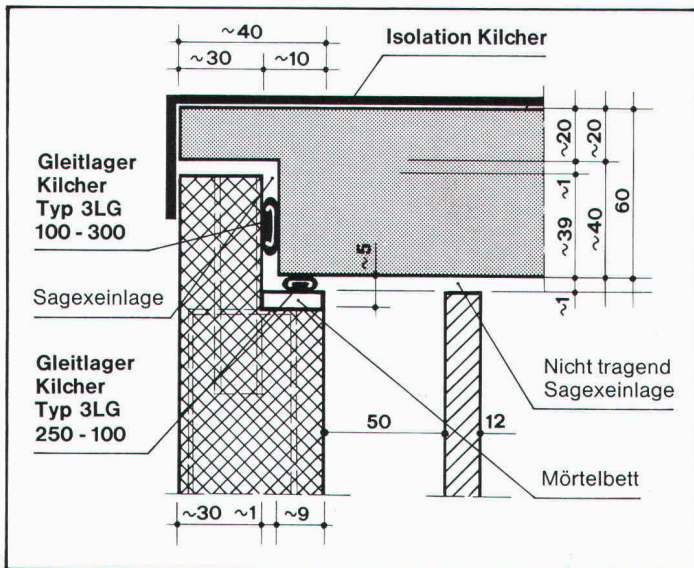 ~40
Isolation Kilcher
~30
~10
Gleitlager
Kilcher
Typ 3LG
100 - 300
Sagexeinlage
Gleitlager
Kilcher
Typ 3LG
250 - 100
~20
~20
~1
60
~39
~40
~5
~1
Nicht tragend
Sagexeinlage
50
12
Mörtelbett
~30
~1
~9